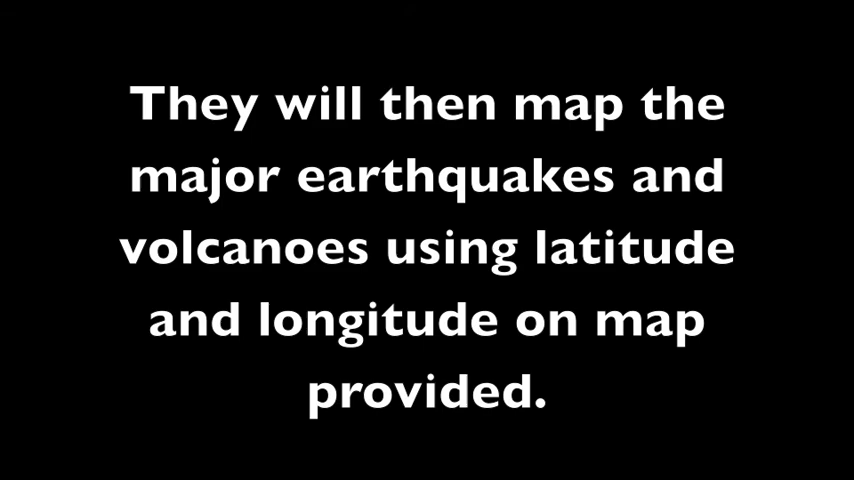 They will then map the
major earthquakes and
volcanoes using latitude
and longitude on map
provided.